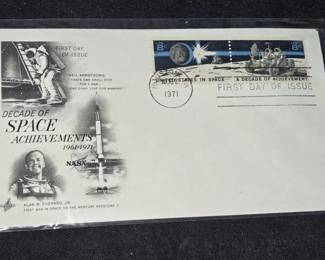 FIRST DAY
OF ISSUE
NEIL ARMSTRONG
"THAT'S ONE SMALL STEP
FOR A MAN
ONE GIANT LEAP FOR MANKIND"
DECADE OF
SPACE
ACHIEVEMENTS
1961-1971
NASA
ALAN B. SHEPARD, JR.
FIRST MAN IN SPACE ON THE MERCURY REDSTONE 3
8c
8c
UNITED STATES IN SPACE
A DECADE OF ACHIEVEMENT
1971
FIRST DAY OF ISSUE